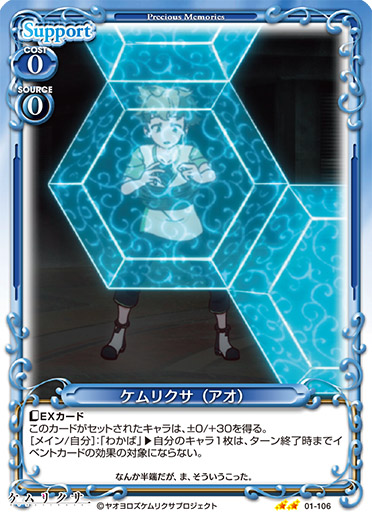 Precious Memories
Support
COST
0
SOURCE
0
ケムリクサ（アオ）
EXカード
このカードがセットされたキャラは、±0/+30を得る。
［メイン/自分］：「わかば」▶自分のキャラ1枚は、ターン終了時までイ
ベントカードの効果の対象にならない。
なんか半端だが、ま、そういうこった。
ケムリクサ
©ヤオヨロズケムリクサプロジェクト
01-106